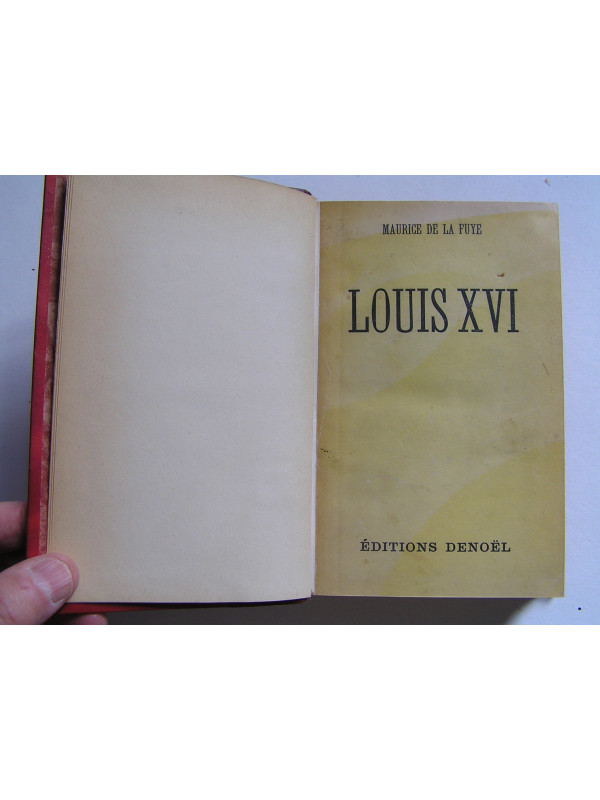 MAURICE DE LA FUYE
LOUIS XVI
ÉDITIONS DENOËL